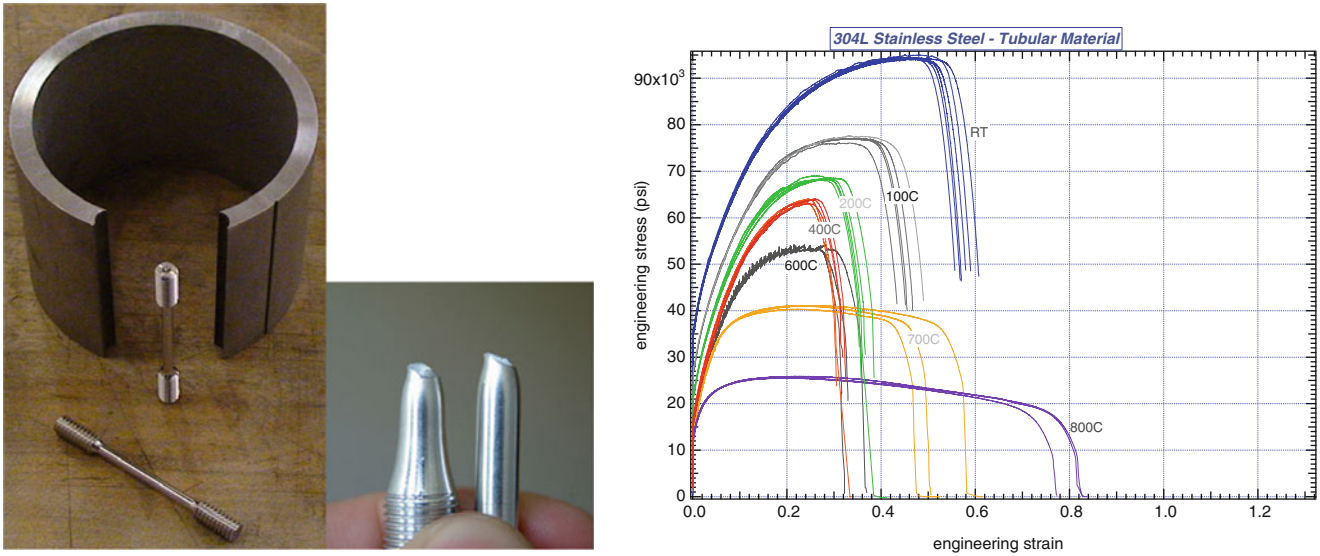 304L Stainless Steel - Tubular Material
90x10³
80
70
60
50
40
30
20
10
0
engineering stress (psi)
RT
100C
200C
400C
600C
700C
800C
0.0 0.2 0.4 0.6 0.8 1.0 1.2
engineering strain